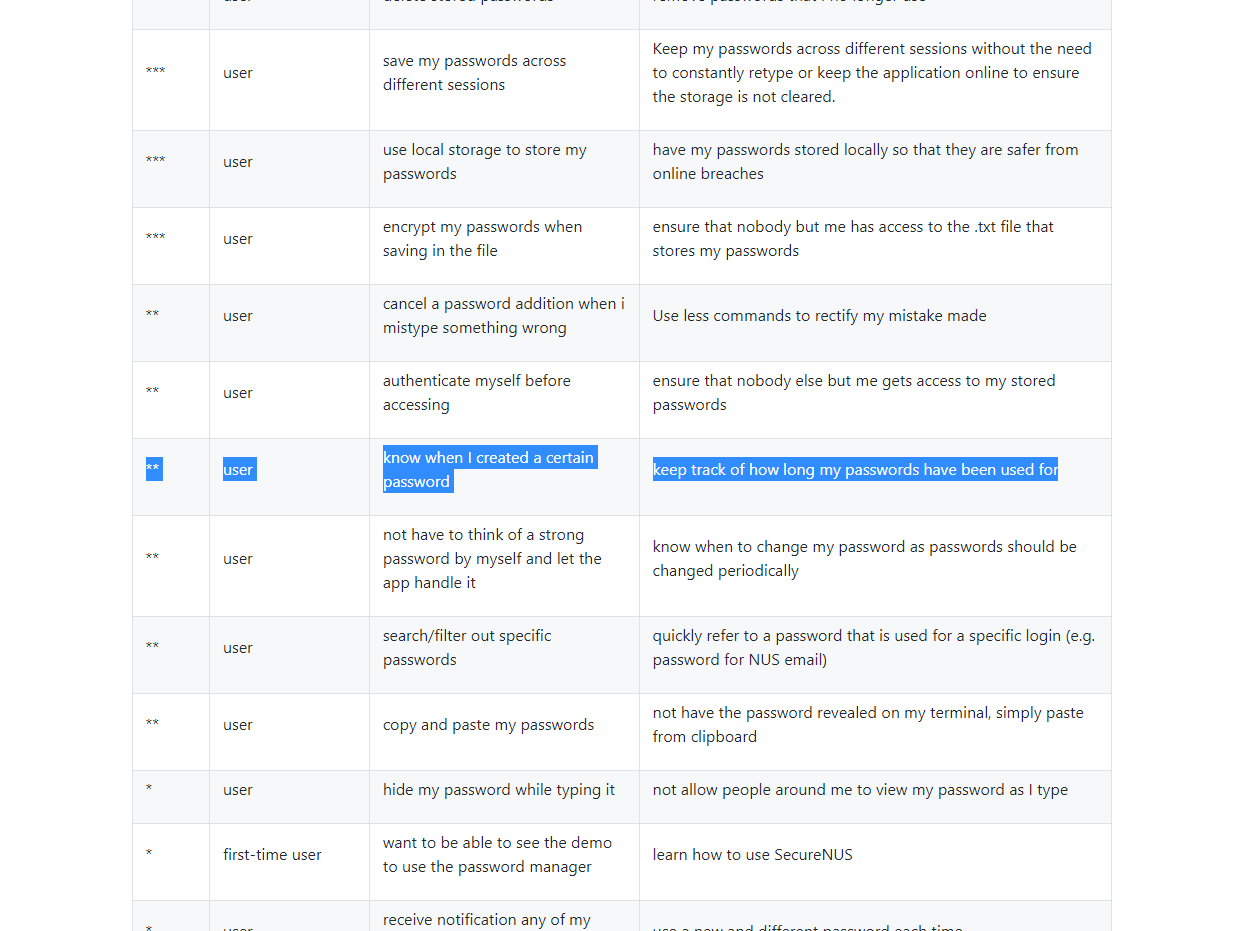 user
delete stored passwords
remove passwords that I no longer use
***
user
save my passwords across
different sessions
Keep my passwords across different sessions without the need
to constantly retype or keep the application online to ensure
the storage is not cleared.
***
user
use local storage to store my
passwords
have my passwords stored locally so that they are safer from
online breaches
***
user
encrypt my passwords when
saving in the file
ensure that nobody but me has access to the .txt file that
stores my passwords
**
user
cancel a password addition when i
mistype something wrong
Use less commands to rectify my mistake made
**
user
authenticate myself before
accessing
ensure that nobody else but me gets access to my stored
passwords
**
user
know when I created a certain
password
keep track of how long my passwords have been used for
**
user
not have to think of a strong
password by myself and let the
app handle it
know when to change my password as passwords should be
changed periodically
**
user
search/filter out specific
passwords
quickly refer to a password that is used for a specific login (e.g.
password for NUS email)
**
user
copy and paste my passwords
not have the password revealed on my terminal, simply paste
from clipboard
*
user
hide my password while typing it
not allow people around me to view my password as I type
*
first-time user
want to be able to see the demo
to use the password manager
learn how to use SecureNUS
*
user
receive notification any of my
use a new and different password each time